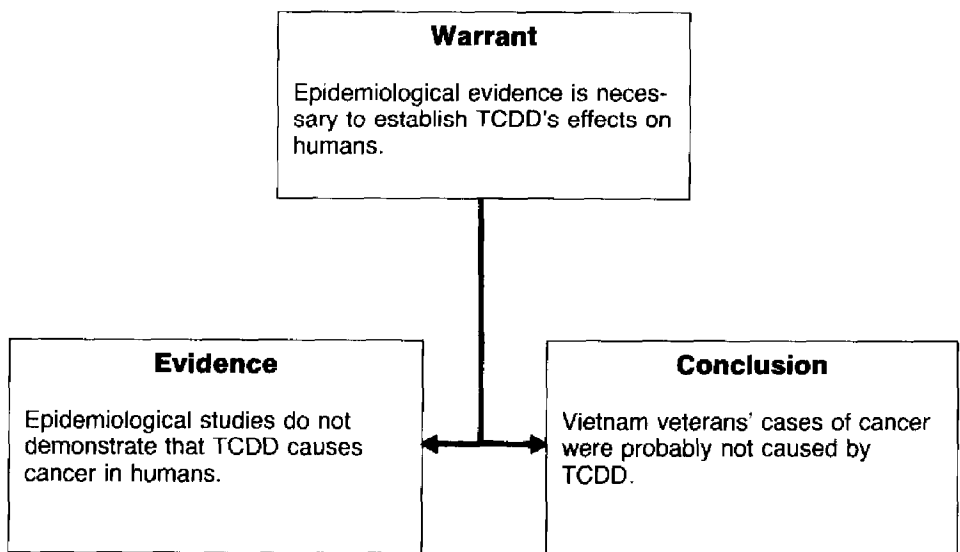 Warrant
Epidemiological evidence is neces-
sary to establish TCDD's effects on
humans.
Evidence
Epidemiological studies do not
demonstrate that TCDD causes
cancer in humans.
Conclusion
Vietnam veterans' cases of cancer
were probably not caused by
TCDD.